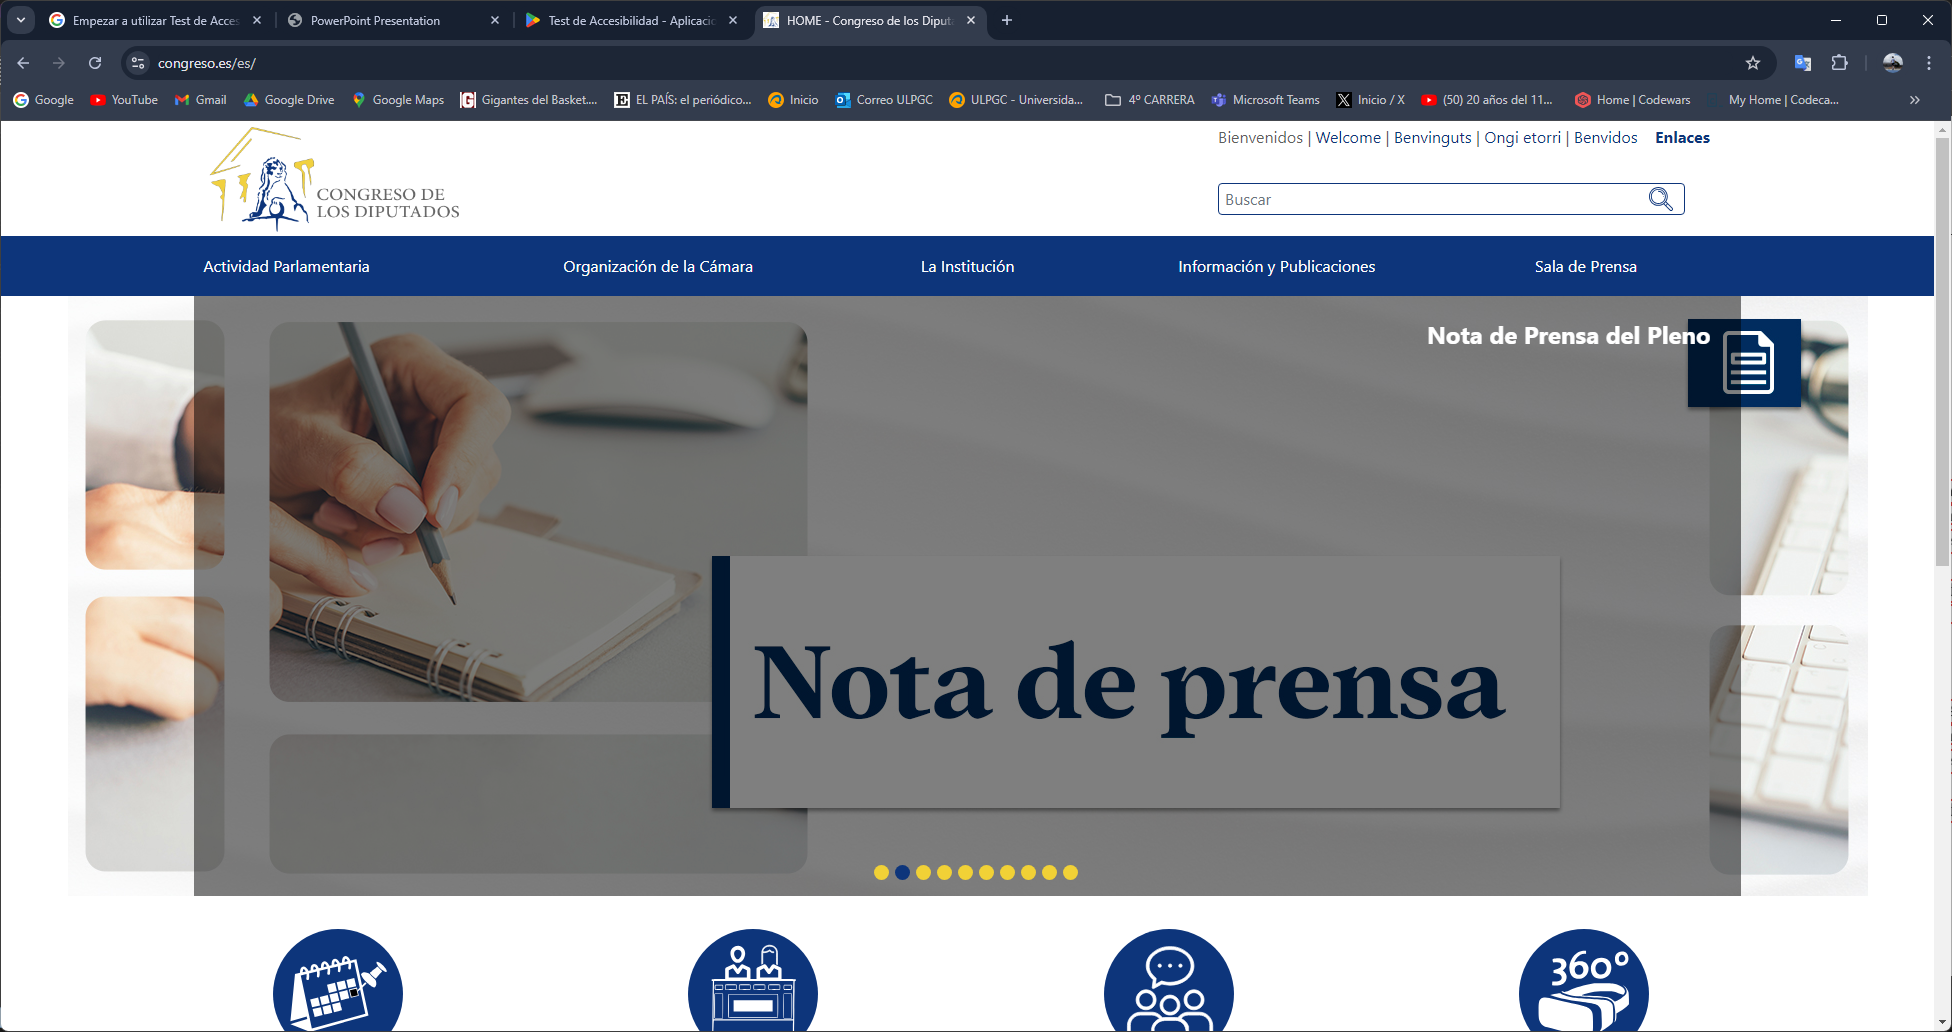 Empezar a utilizar Test de Acces
PowerPoint Presentation
Test de Accesibilidad - Aplicacio
HOME - Congreso de los Diput
congreso.es/es/
Google
YouTube
Gmail
Google Drive
Google Maps
Gigantes del Basket....
EL PAÍS: el periódico...
Inicio
Correo ULPGC
ULPGC - Universida...
4º CARRERA
Microsoft Teams
Inicio / X
(50) 20 años del 11...
Home | Codewars
My Home | Codeca...
Bienvenidos | Welcome | Benvinguts | Ongi etorri | Benvidos Enlaces
CONGRESO DE
LOS DIPUTADOS
Buscar
Actividad Parlamentaria
Organización de la Cámara
La Institución
Información y Publicaciones
Sala de Prensa
Nota de Prensa del Pleno
Nota de prensa
360º